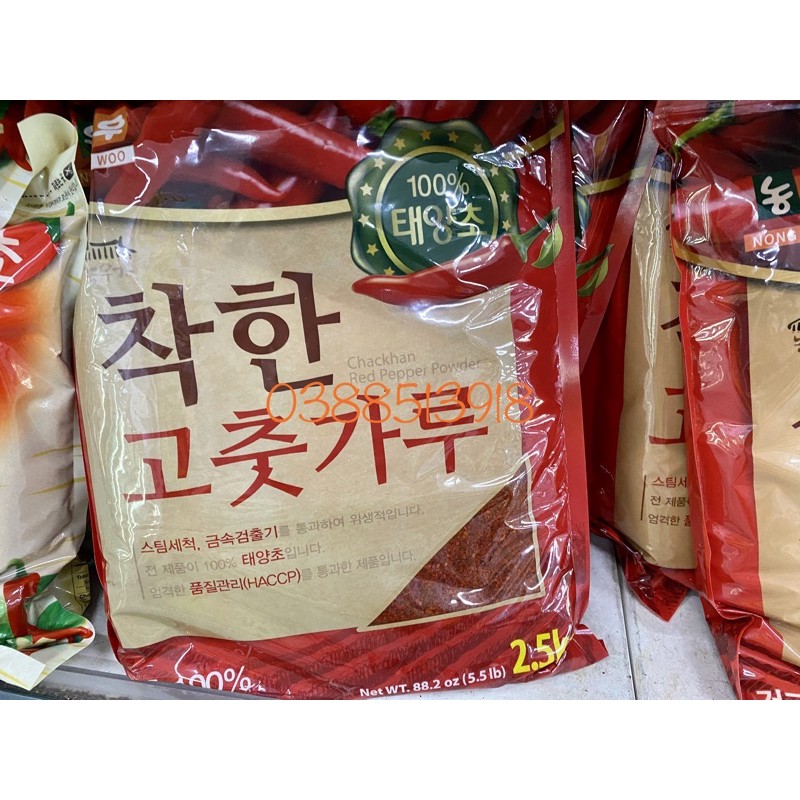 우
WOO
100%
태양초
착한
Chackhan
Red Pepper Powder
0388513918
고춧가루
스팀세척, 금속검출기를 통과하여 위생적입니다.
전 제품이 100% 태양초입니다.
엄격한 품질관리(HACCP)를 통과한 제품입니다.
2.5k
100%
Net WT. 88.2 oz (5.5 lb)
농
NONG
고
스팀세
전 제품
엄격한 품